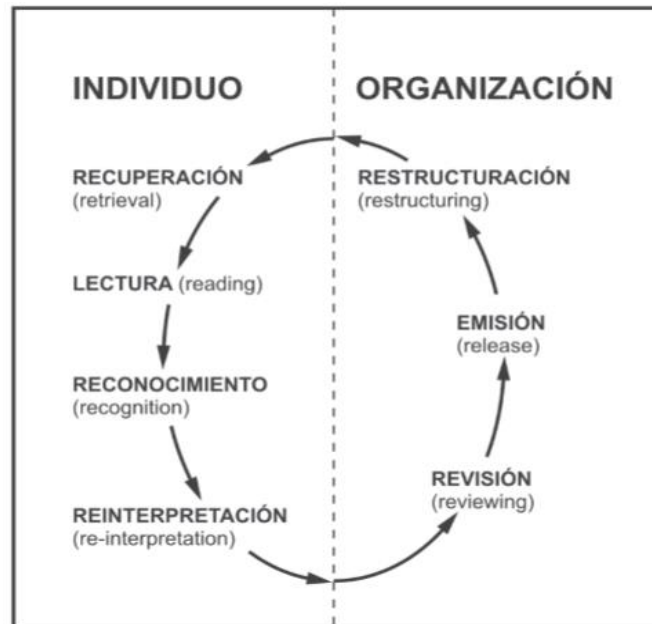 INDIVIDUO
RECUPERACIÓN
(retrieval)
LECTURA (reading)
RECONOCIMIENTO
(recognition)
REINTERPRETACIÓN
(re-interpretation)
ORGANIZACIÓN
RESTRUCTURACIÓN
(restructuring)
EMISIÓN
(release)
REVISIÓN
(reviewing)